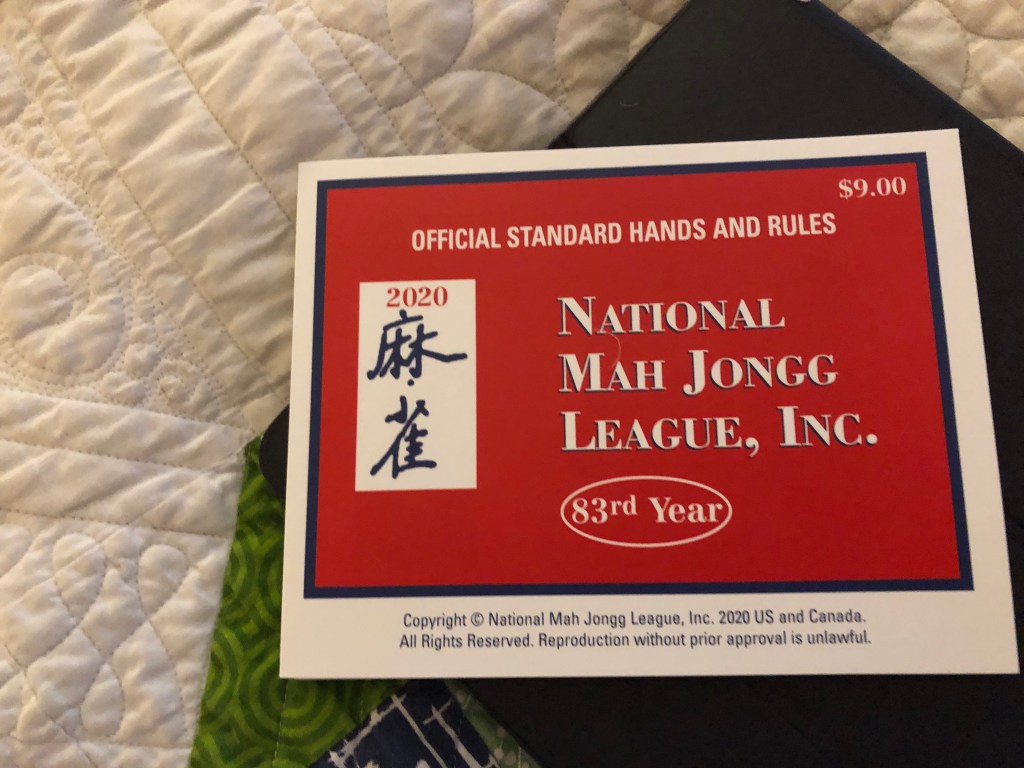 $9.00
OFFICIAL STANDARD HANDS AND RULES
2020
麻
雀
NATIONAL
MAH JONGG
LEAGUE, INC.
83rd Year
Copyright © National Mah Jongg League, Inc. 2020 US and Canada.
All Rights Reserved. Reproduction without prior approval is unlawful.